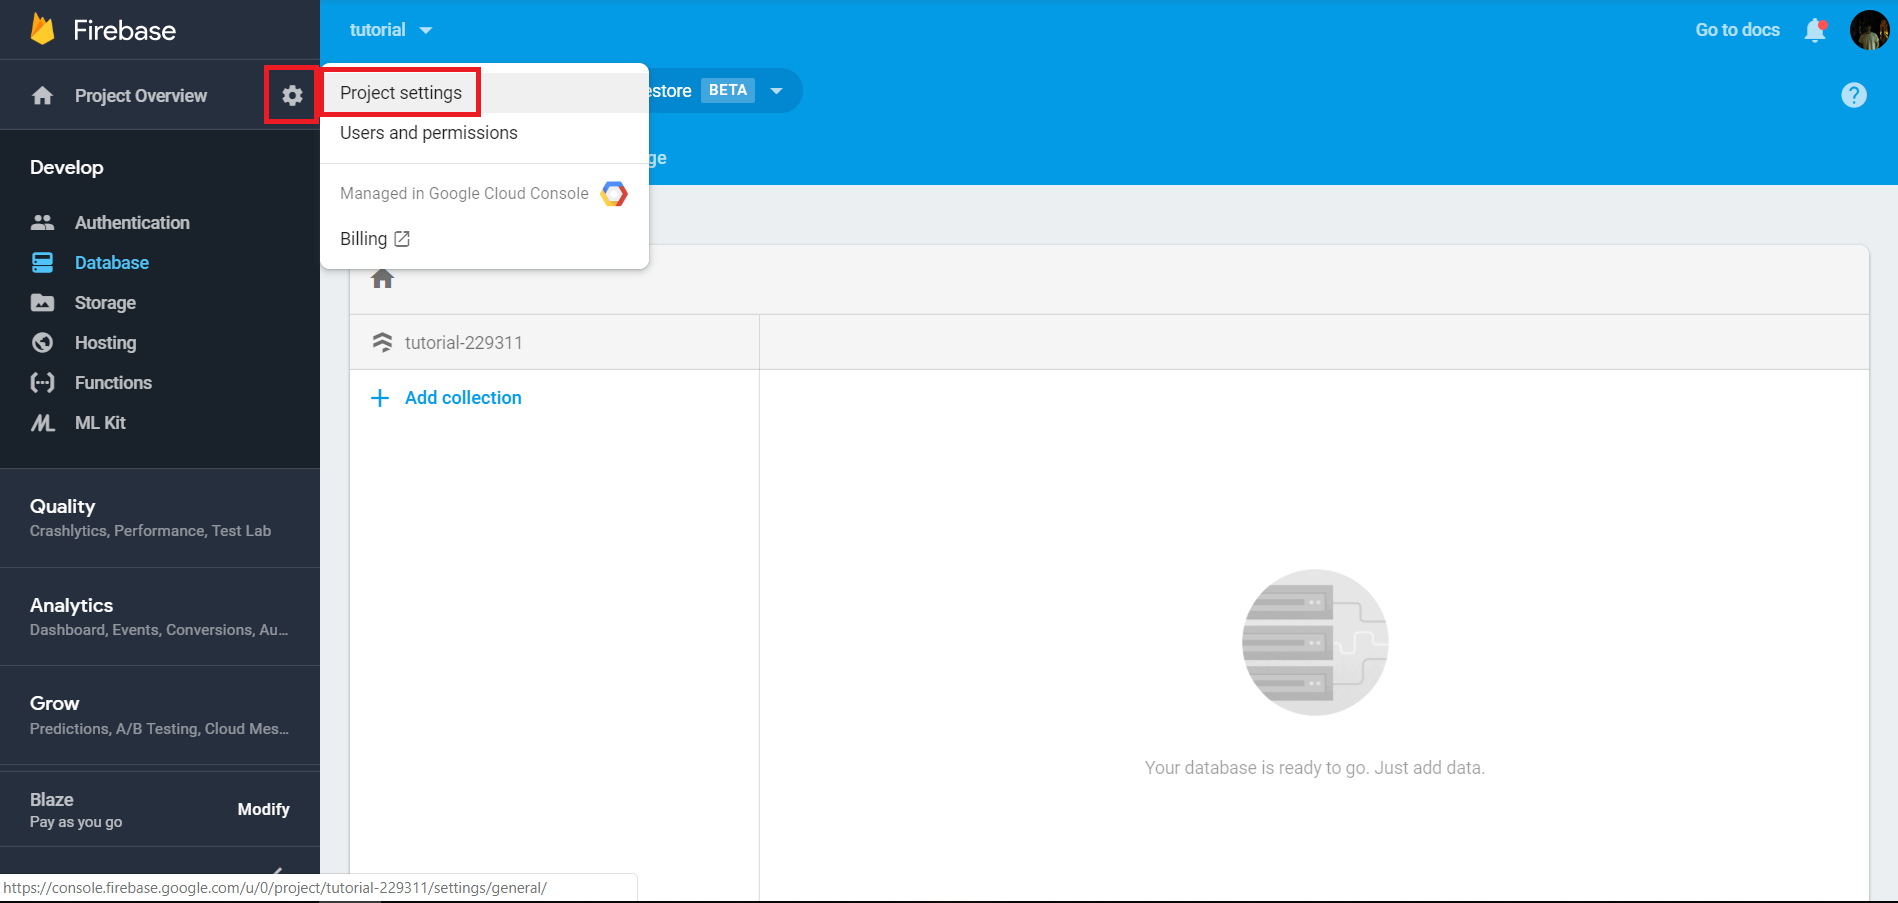 Firebase
tutorial
Go to docs
Project Overview
Project settings
estore BETA
Users and permissions
ge
Managed in Google Cloud Console
Billing
Develop
Authentication
Database
Storage
Hosting
Functions
ML Kit
tutorial-229311
Add collection
Quality
Crashlytics, Performance, Test Lab
Analytics
Dashboard, Events, Conversions, Au...
Grow
Predictions, A/B Testing, Cloud Mes...
Your database is ready to go. Just add data.
Blaze
Pay as you go
Modify
https://console.firebase.google.com/u/0/project/tutorial-229311/settings/general/